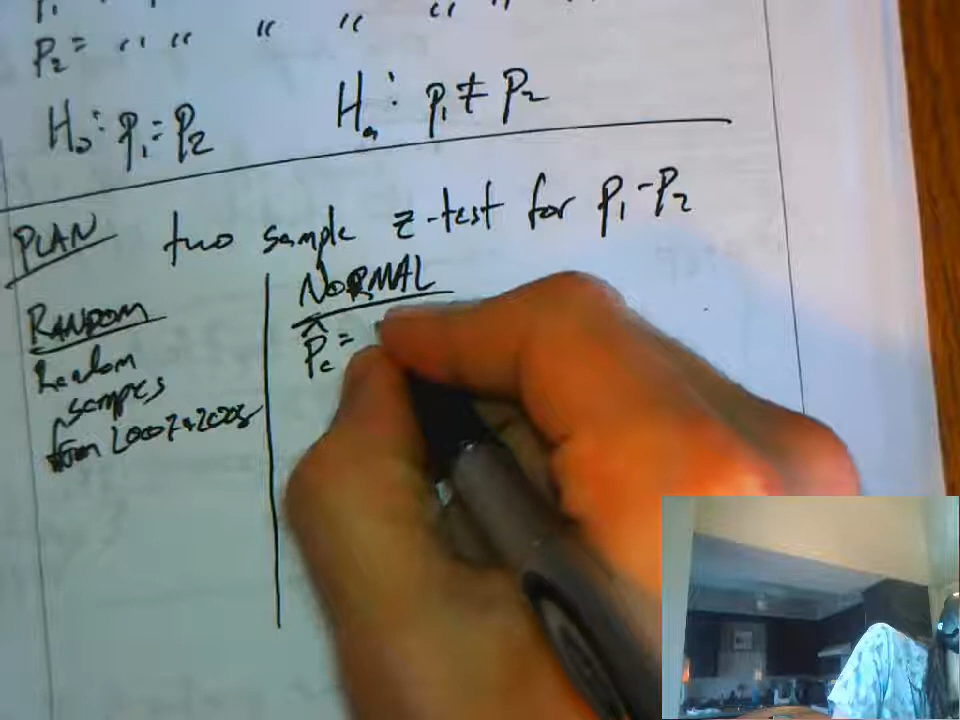 P₁
P₂ = " " " " "
H₀: p₁ = p₂ Hₐ: p₁ ≠ p₂
PLAN two sample z-test for p₁-p₂
RANDOM
Random
samples
from 2007 & 2008
NORMAL
p̂c =